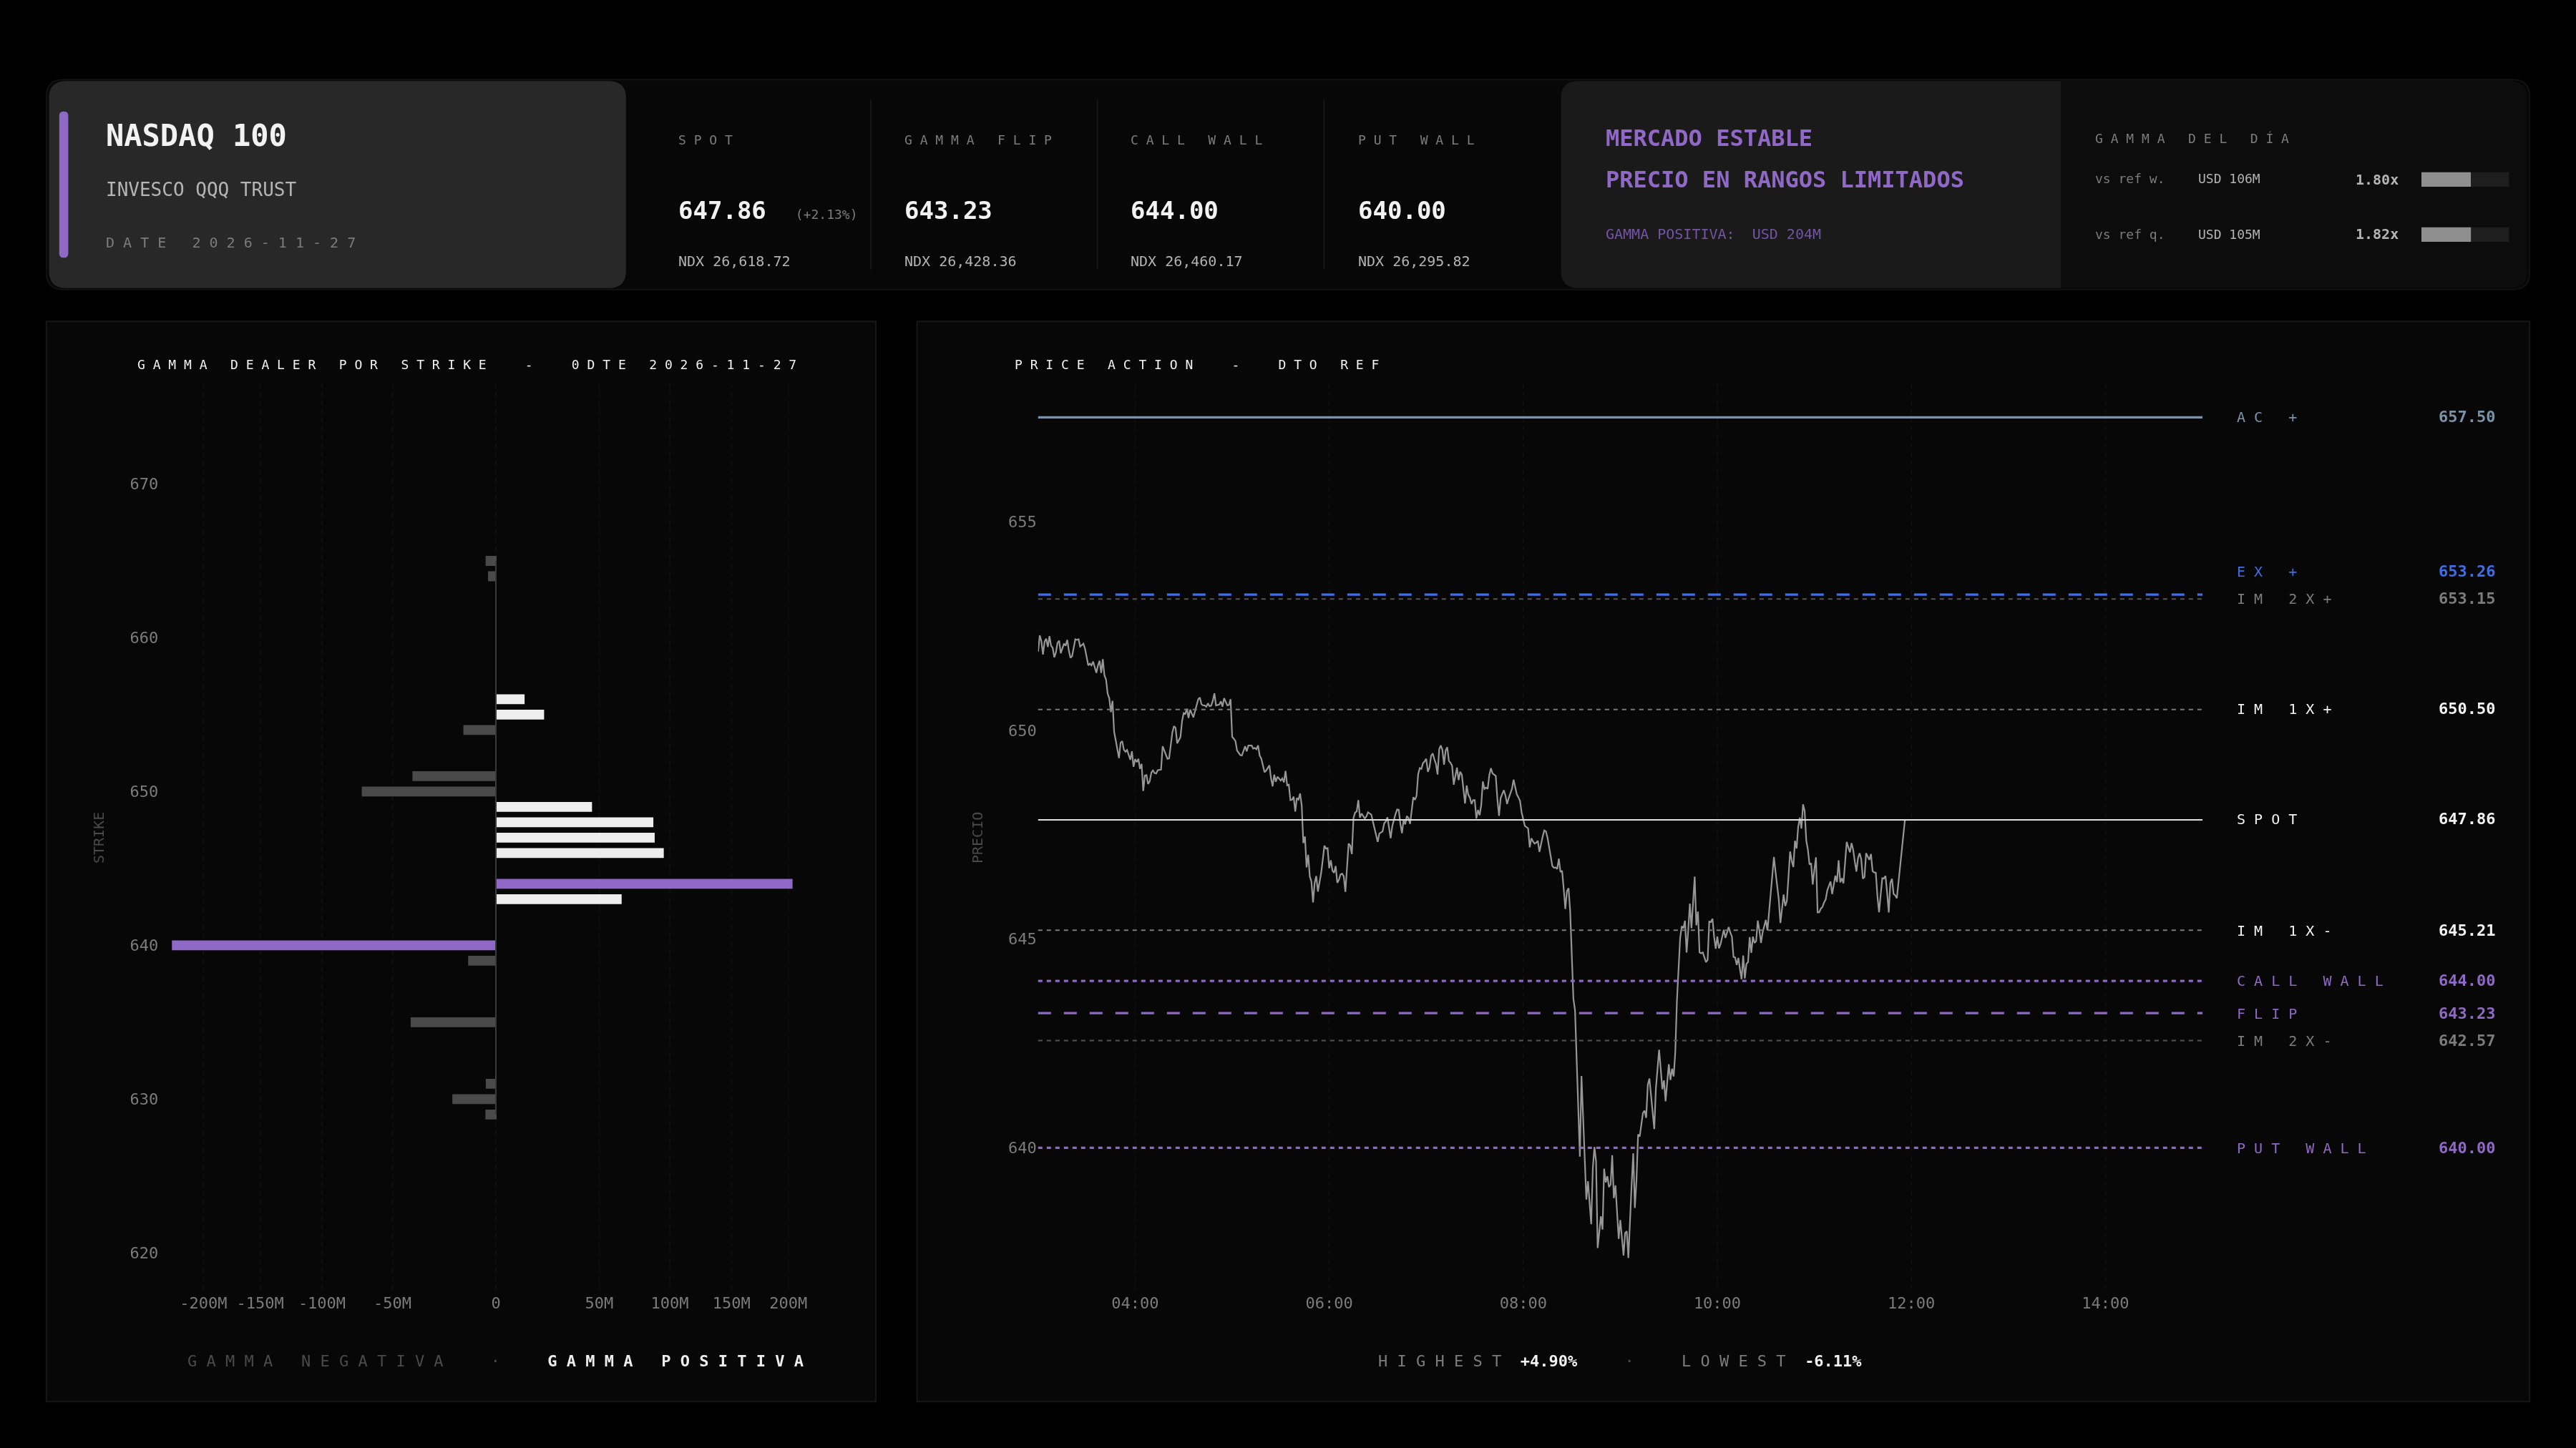 NASDAQ 100
INVESCO QQQ TRUST
DATE 2026-11-27
SPOT
647.86 (+2.13%)
NDX 26,618.72
GAMMA FLIP
643.23
NDX 26,428.36
CALL WALL
644.00
NDX 26,460.17
PUT WALL
640.00
NDX 26,295.82
MERCADO ESTABLE
PRECIO EN RANGOS LIMITADOS
GAMMA POSITIVA: USD 204M
GAMMA DEL DÍA
vs ref w. USD 106M 1.80x
vs ref q. USD 105M 1.82x
GAMMA DEALER POR STRIKE - 0DTE 2026-11-27
STRIKE
670
660
650
640
630
620
-200M -150M -100M -50M 0 50M 100M 150M 200M
GAMMA NEGATIVA · GAMMA POSITIVA
PRICE ACTION - DTO REF
PRECIO
655
650
645
640
AC + 657.50
EX + 653.26
IM 2X+ 653.15
IM 1X+ 650.50
SPOT 647.86
IM 1X- 645.21
CALL WALL 644.00
FLIP 643.23
IM 2X- 642.57
PUT WALL 640.00
04:00 06:00 08:00 10:00 12:00 14:00
HIGHEST +4.90% · LOWEST -6.11%